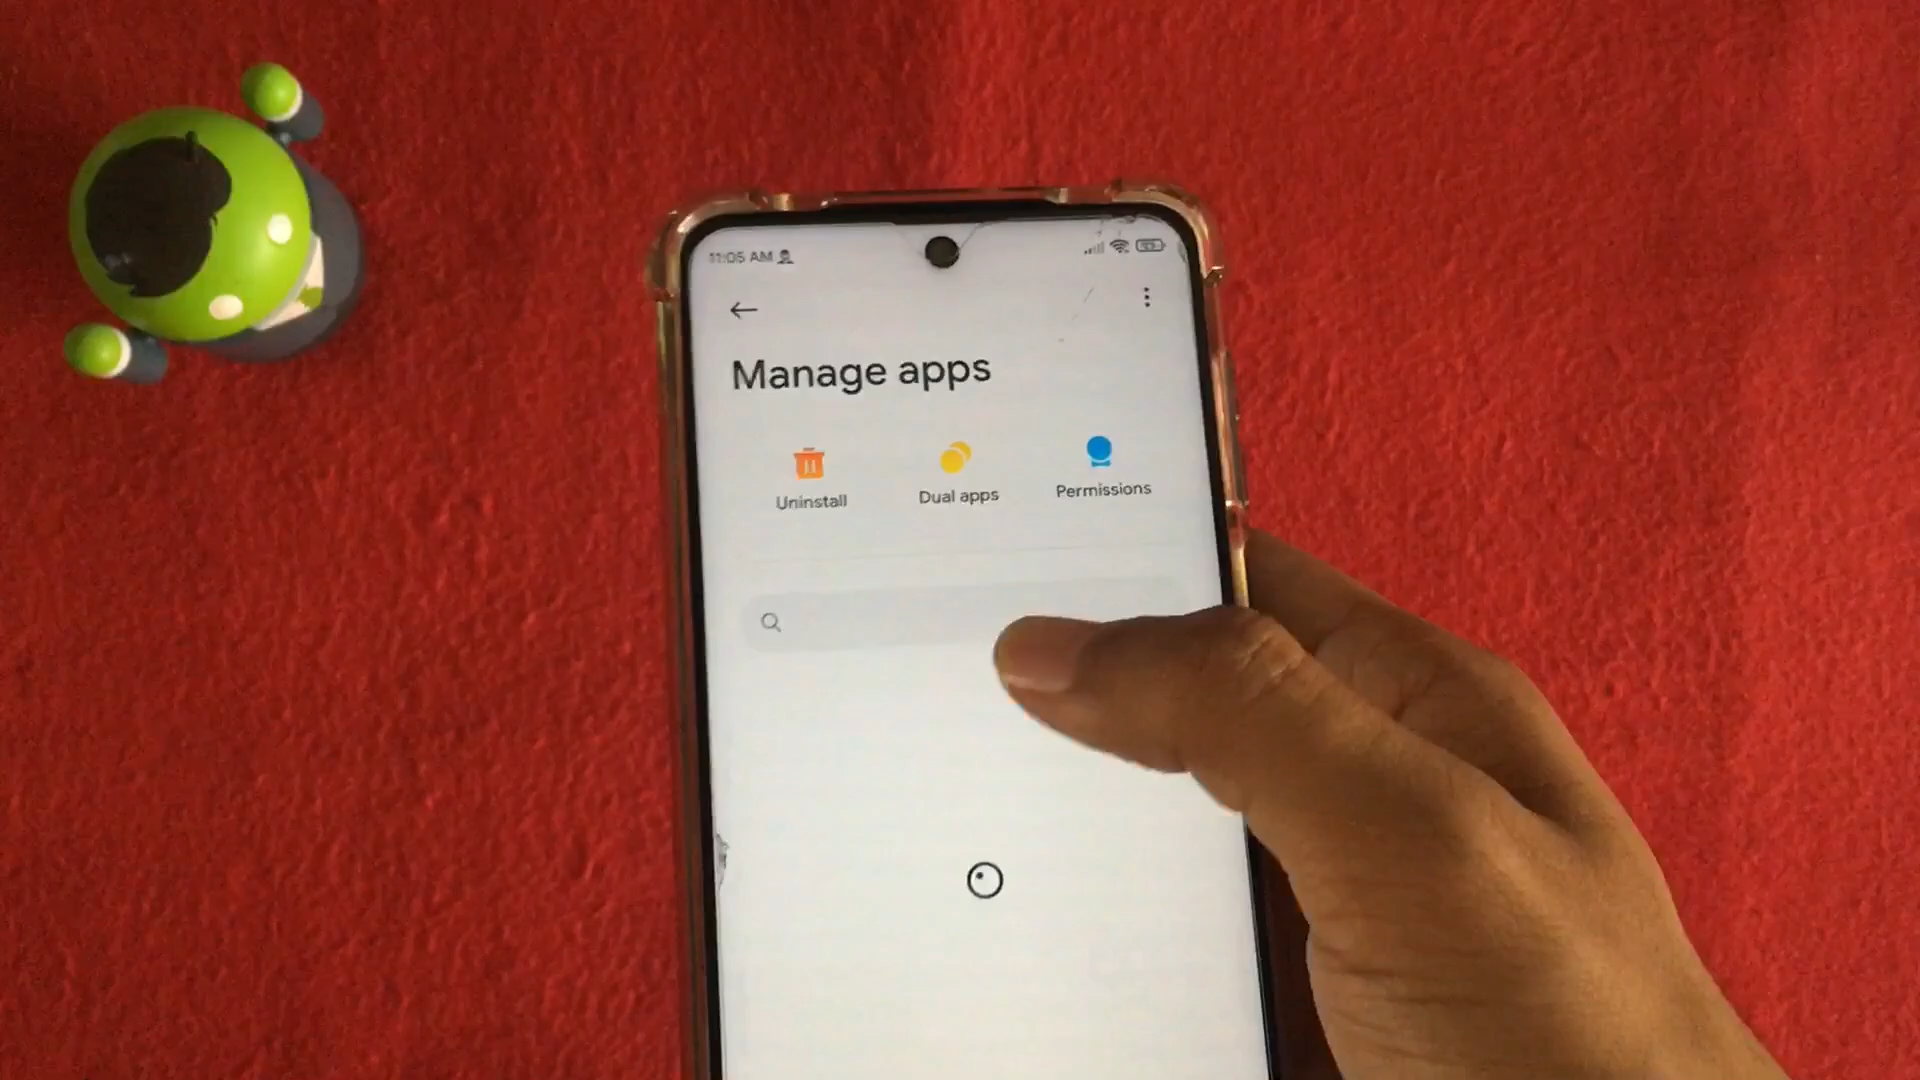 11:05 AM
Manage apps
Uninstall
Dual apps
Permissions